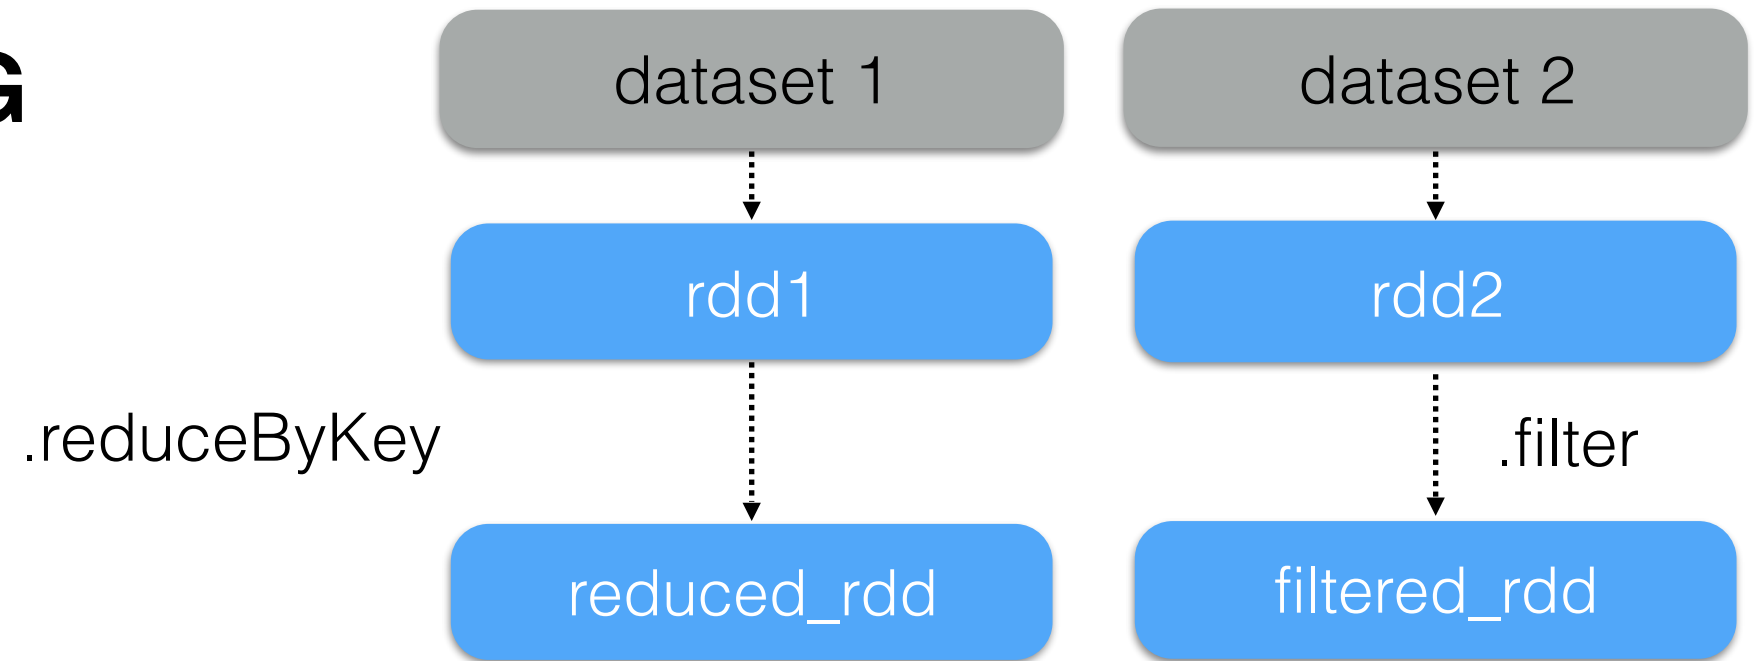 G
dataset 1
dataset 2
rdd1
rdd2
.reduceByKey
.filter
reduced_rdd
filtered_rdd